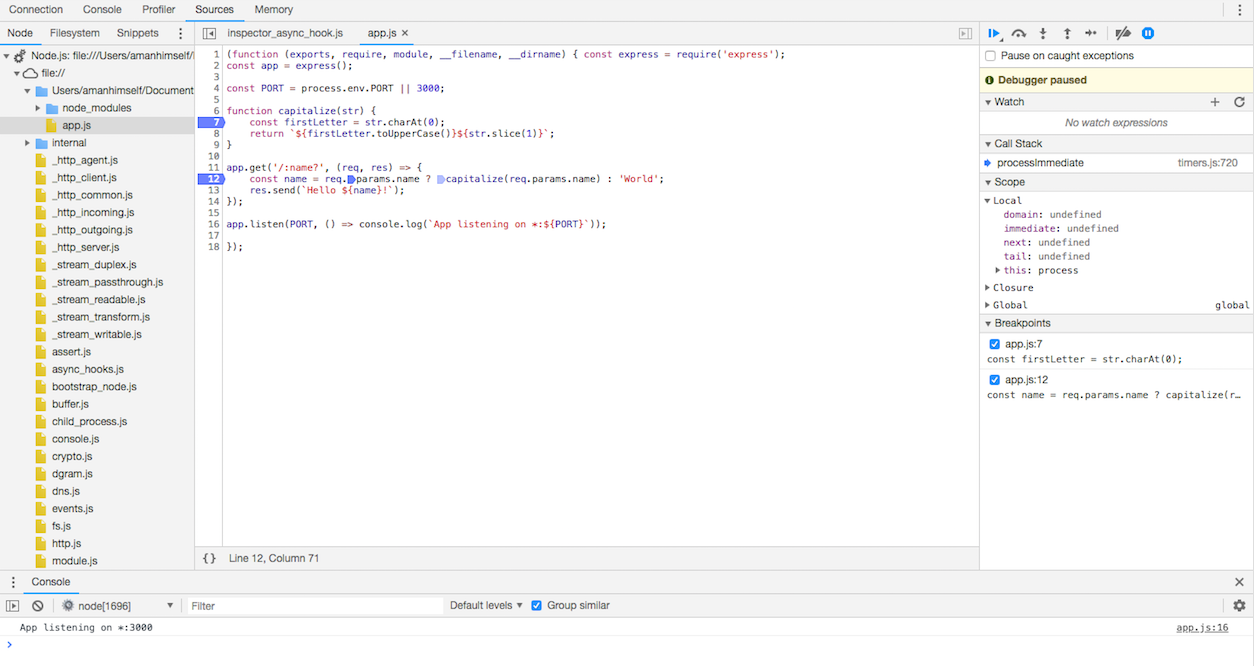 Connection Console Profiler Sources Memory
Node Filesystem Snippets
inspector_async_hook.js app.js ×
Node.js: file:///Users/amanhimself/
file://
Users/amanhimself/Document
node_modules
app.js
internal
_http_agent.js
_http_client.js
_http_common.js
_http_incoming.js
_http_outgoing.js
_http_server.js
_stream_duplex.js
_stream_passthrough.js
_stream_readable.js
_stream_transform.js
_stream_writable.js
assert.js
async_hooks.js
bootstrap_node.js
buffer.js
child_process.js
console.js
crypto.js
dgram.js
dns.js
events.js
fs.js
http.js
module.js
1 (function (exports, require, module, __filename, __dirname) { const express = require('express');
2 const app = express();
3
4 const PORT = process.env.PORT || 3000;
5
6 function capitalize(str) {
7 const firstLetter = str.charAt(0);
8 return `${firstLetter.toUpperCase()}${str.slice(1)}`;
9 }
10
11 app.get('/:name?', (req, res) => {
12 const name = req.params.name ? capitalize(req.params.name) : 'World';
13 res.send(`Hello ${name}!`);
14 });
15
16 app.listen(PORT, () => console.log(`App listening on *:${PORT}`));
17
18 });
{} Line 12, Column 71
Pause on caught exceptions
Debugger paused
Watch
No watch expressions
Call Stack
processImmediate timers.js:720
Scope
Local
domain: undefined
immediate: undefined
next: undefined
tail: undefined
this: process
Closure
Global global
Breakpoints
app.js:7
const firstLetter = str.charAt(0);
app.js:12
const name = req.params.name ? capitalize(r…
Console
node[1696] Filter Default levels Group similar
App listening on *:3000 app.js:16